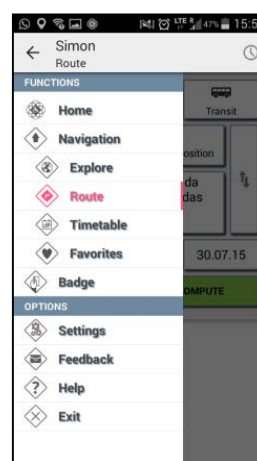 LTE 47% 15:5
Simon
Route
FUNCTIONS
Home
Transit
Navigation
osition
Explore
da
Route
das
Timetable
Favorites
30.07.15
Badge
OMPUTE
OPTIONS
Settings
Feedback
Help
Exit